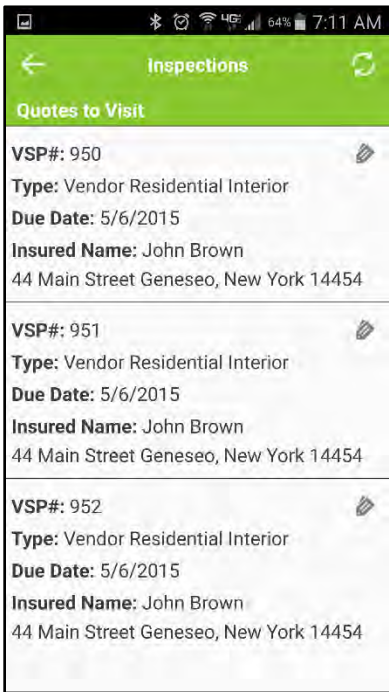 4G 64% 7:11 AM
Inspections
Quotes to Visit
VSP#: 950
Type: Vendor Residential Interior
Due Date: 5/6/2015
Insured Name: John Brown
44 Main Street Geneseo, New York 14454
VSP#: 951
Type: Vendor Residential Interior
Due Date: 5/6/2015
Insured Name: John Brown
44 Main Street Geneseo, New York 14454
VSP#: 952
Type: Vendor Residential Interior
Due Date: 5/6/2015
Insured Name: John Brown
44 Main Street Geneseo, New York 14454